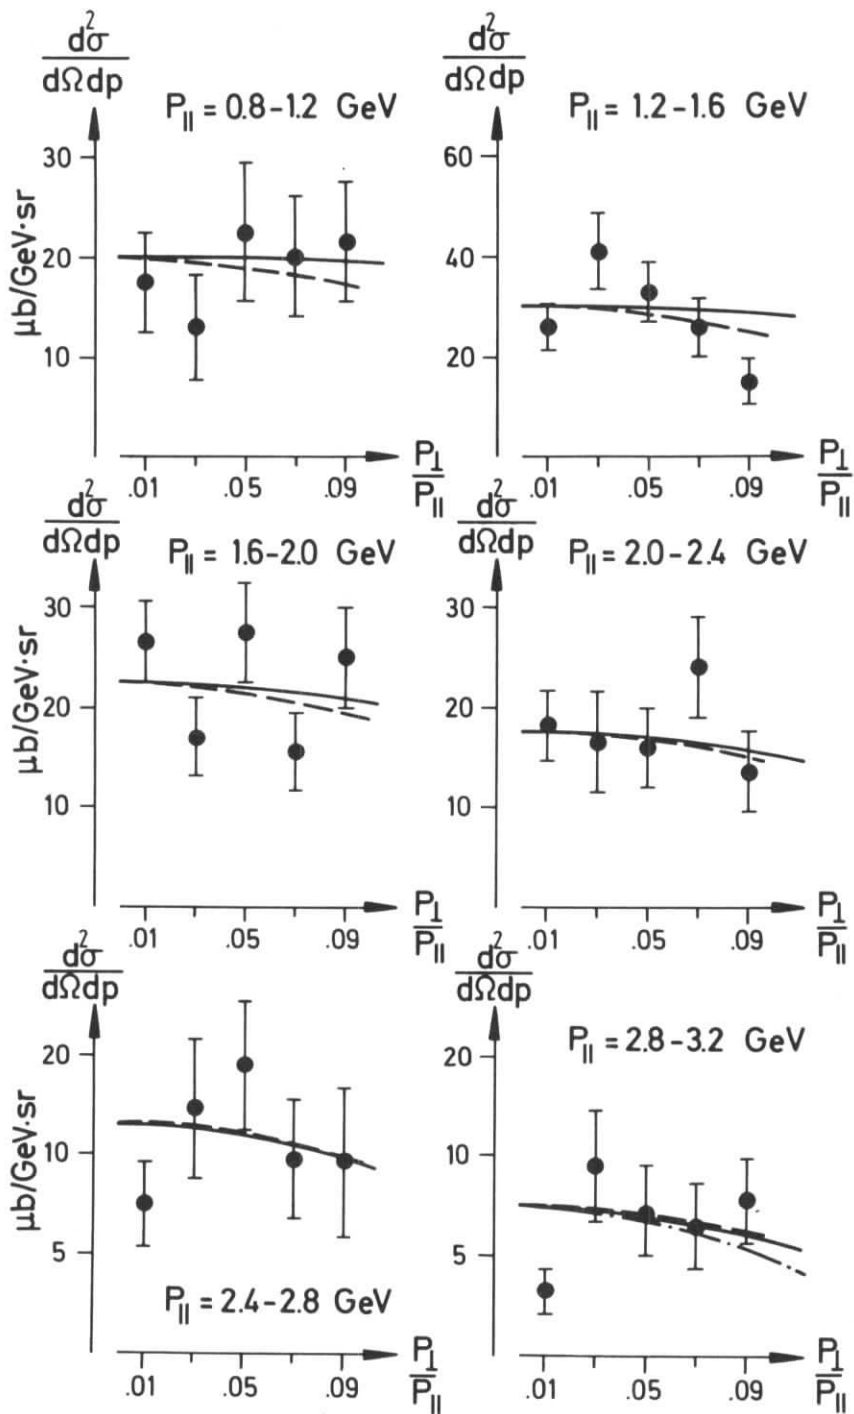 d²σ
dΩdp
P∥ = 0.8-1.2 GeV
μb/GeV·sr
30
20
10
.01 .05 .09
P⊥
P∥
d²σ
dΩdp
P∥ = 1.2-1.6 GeV
60
40
20
.01 .05 .09
P⊥
P∥
d²σ
dΩdp
P∥ = 1.6-2.0 GeV
μb/GeV·sr
30
20
10
.01 .05 .09
P⊥
P∥
d²σ
dΩdp
P∥ = 2.0-2.4 GeV
30
20
10
.01 .05 .09
P⊥
P∥
d²σ
dΩdp
μb/GeV·sr
20
10
5
P∥ = 2.4-2.8 GeV
.01 .05 .09
P⊥
P∥
d²σ
dΩdp
P∥ = 2.8-3.2 GeV
20
10
5
.01 .05 .09
P⊥
P∥